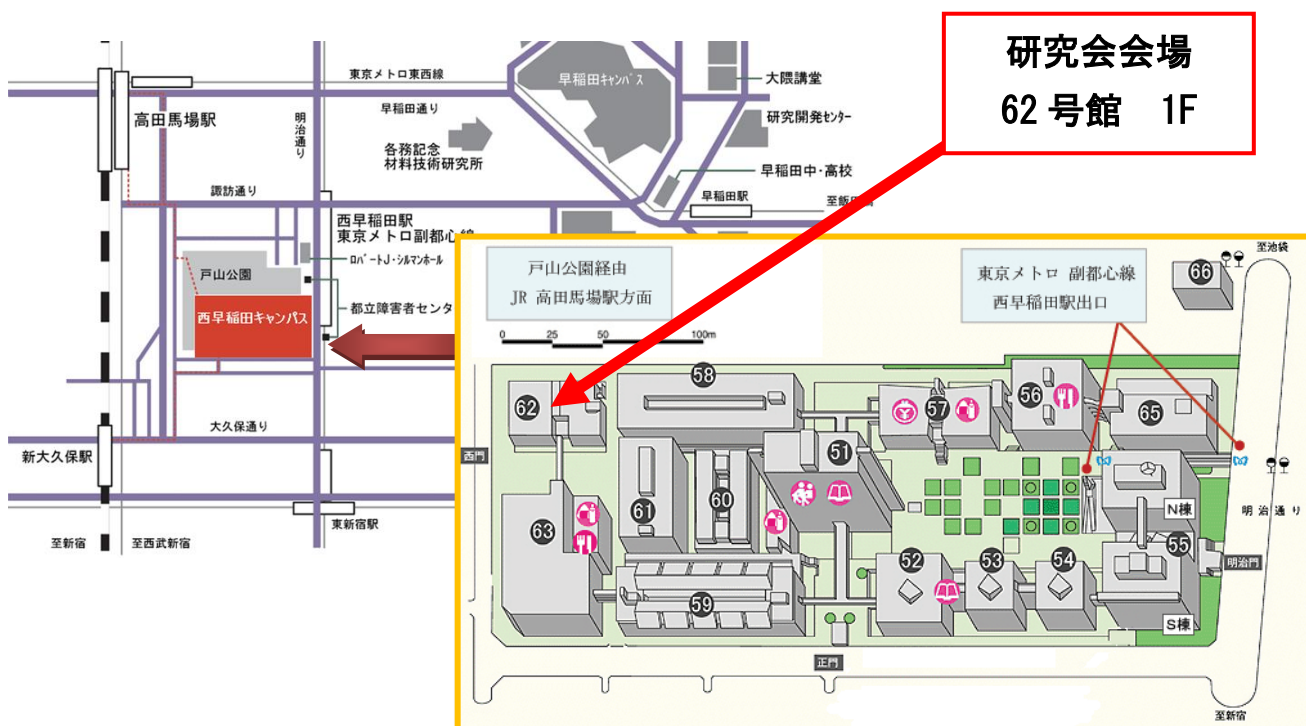 研究会会場
62 号館　1F
東京メトロ東西線
早稲田通り
高田馬場駅
明治通り
早稲田キャンパス
大隈講堂
研究開発センター
各務記念
材料技術研究所
早稲田中・高校
早稲田駅
諏訪通り
西早稲田駅
東京メトロ副都心線
ロバートJ・シルマンホール
戸山公園
都立障害者センタ
西早稲田キャンパス
大久保通り
新大久保駅
東新宿駅
至新宿
至西武新宿
戸山公園経由
JR 高田馬場駅方面
0 25 50 100m
東京メトロ 副都心線
西早稲田駅出口
至池袋
66
58
62
57
56
65
51
西門
61
60
63
N棟
明治通り
55
明治門
52
53
54
59
S棟
正門
至新宿